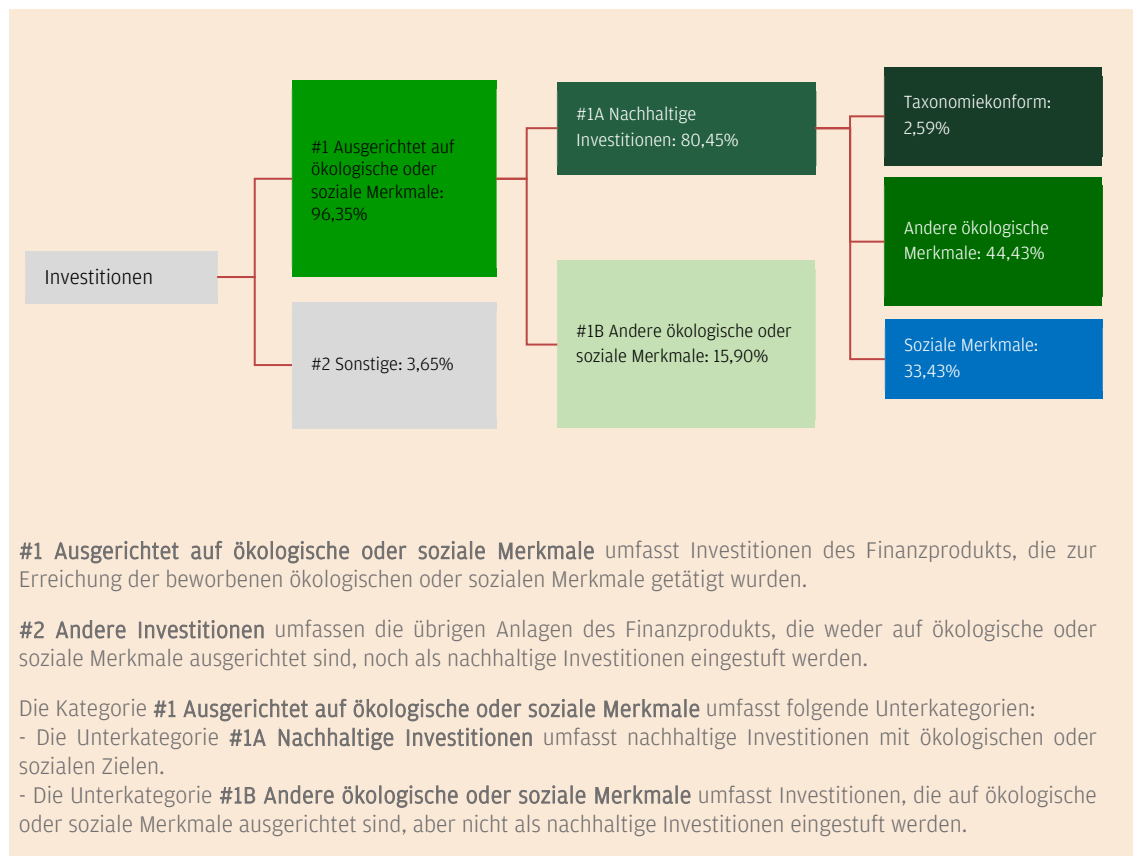 Investitionen
#1 Ausgerichtet auf
ökologische oder
soziale Merkmale:
96,35%
#2 Sonstige: 3,65%
#1A Nachhaltige
Investitionen: 80,45%
#1B Andere ökologische oder
soziale Merkmale: 15,90%
Taxonomiekonform:
2,59%
Andere ökologische
Merkmale: 44,43%
Soziale Merkmale:
33,43%
#1 Ausgerichtet auf ökologische oder soziale Merkmale umfasst Investitionen des Finanzprodukts, die zur
Erreichung der beworbenen ökologischen oder sozialen Merkmale getätigt wurden.
#2 Andere Investitionen umfassen die übrigen Anlagen des Finanzprodukts, die weder auf ökologische oder
soziale Merkmale ausgerichtet sind, noch als nachhaltige Investitionen eingestuft werden.
Die Kategorie #1 Ausgerichtet auf ökologische oder soziale Merkmale umfasst folgende Unterkategorien:
- Die Unterkategorie #1A Nachhaltige Investitionen umfasst nachhaltige Investitionen mit ökologischen oder
sozialen Zielen.
- Die Unterkategorie #1B Andere ökologische oder soziale Merkmale umfasst Investitionen, die auf ökologische
oder soziale Merkmale ausgerichtet sind, aber nicht als nachhaltige Investitionen eingestuft werden.